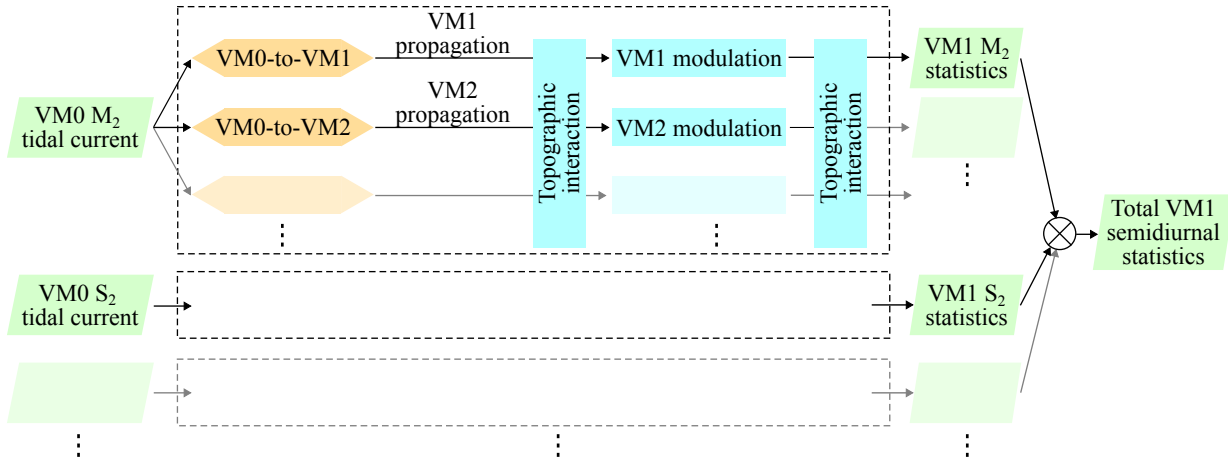 VM0 M₂
tidal current
VM0-to-VM1
VM1
propagation
VM0-to-VM2
VM2
propagation
Topographic
interaction
VM1 modulation
VM2 modulation
Topographic
interaction
VM1 M₂
statistics
VM0 S₂
tidal current
VM1 S₂
statistics
Total VM1
semidiurnal
statistics